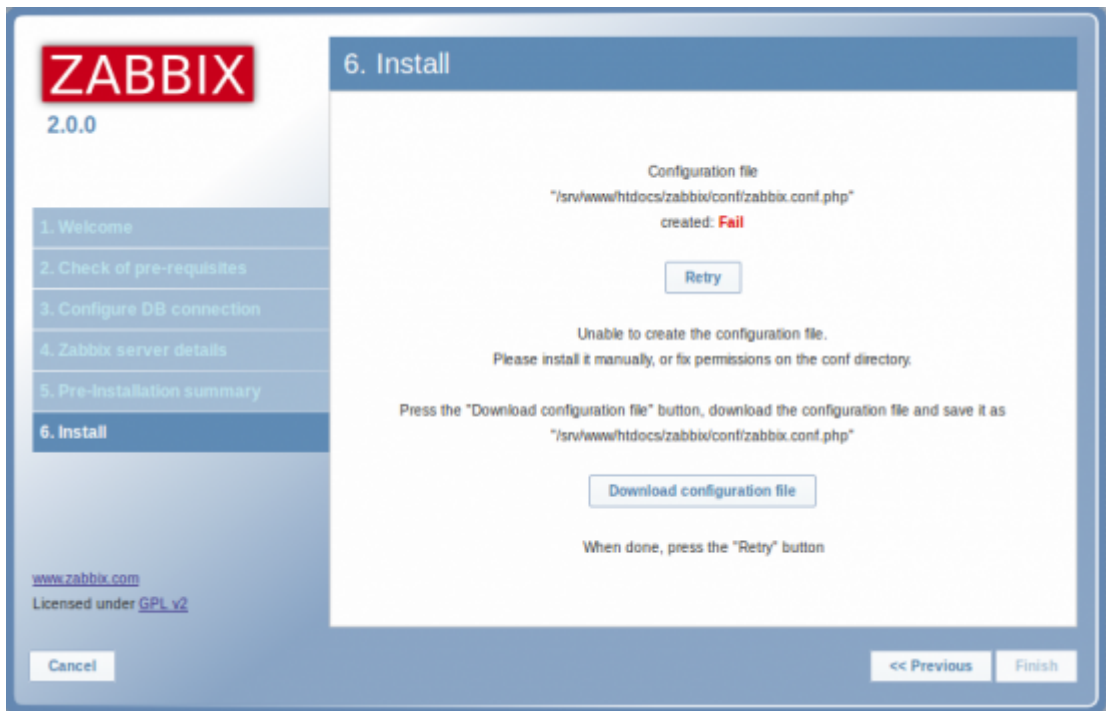 ZABBIX
2.0.0
1. Welcome
2. Check of pre-requisites
3. Configure DB connection
4. Zabbix server details
5. Pre-Installation summary
6. Install
www.zabbix.com
Licensed under GPL v2
6. Install
Configuration file
"/srv/www/htdocs/zabbix/conf/zabbix.conf.php"
created: Fail
Retry
Unable to create the configuration file.
Please install it manually, or fix permissions on the conf directory.
Press the "Download configuration file" button, download the configuration file and save it as
"/srv/www/htdocs/zabbix/conf/zabbix.conf.php"
Download configuration file
When done, press the "Retry" button
Cancel
<< Previous
Finish